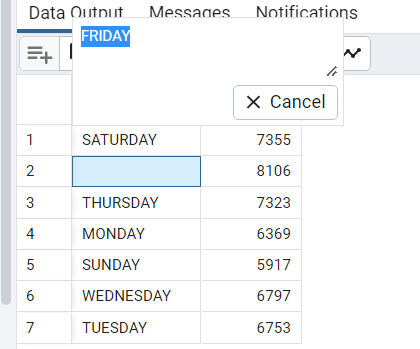 Data Output Messages Notifications
FRIDAY
Cancel
1 SATURDAY 7355
2 8106
3 THURSDAY 7323
4 MONDAY 6369
5 SUNDAY 5917
6 WEDNESDAY 6797
7 TUESDAY 6753